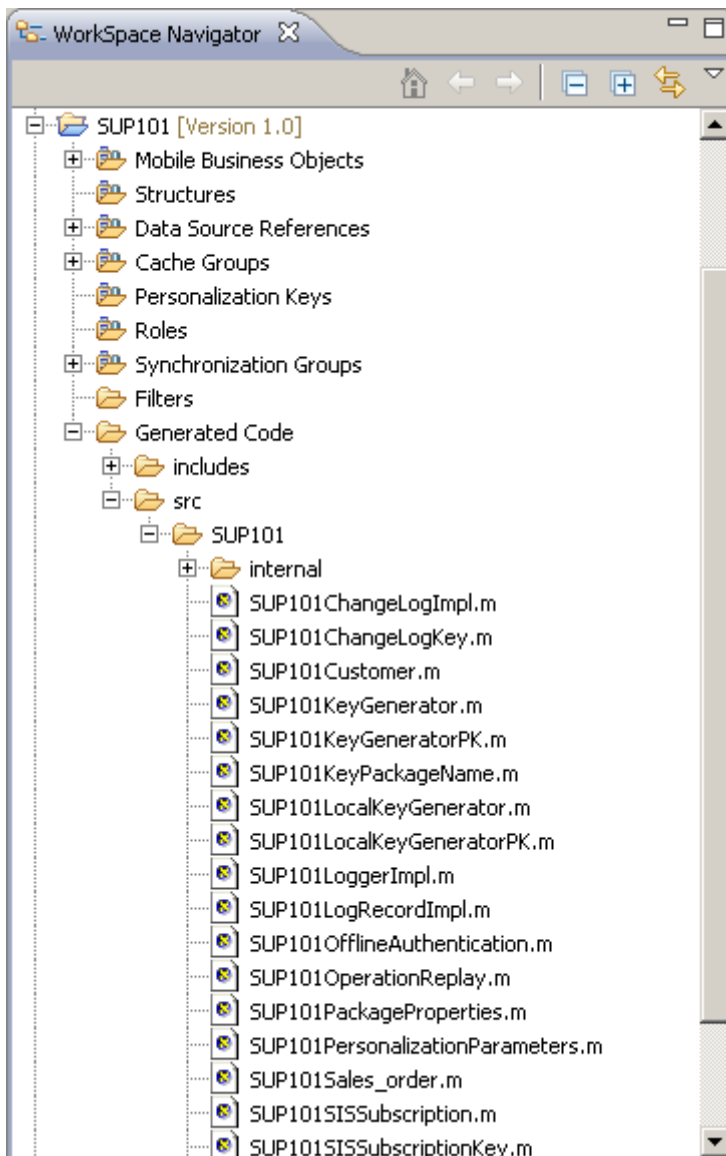 WorkSpace Navigator
SUP101 [Version 1.0]
Mobile Business Objects
Structures
Data Source References
Cache Groups
Personalization Keys
Roles
Synchronization Groups
Filters
Generated Code
includes
src
SUP101
internal
SUP101ChangeLogImpl.m
SUP101ChangeLogKey.m
SUP101Customer.m
SUP101KeyGenerator.m
SUP101KeyGeneratorPK.m
SUP101KeyPackageName.m
SUP101LocalKeyGenerator.m
SUP101LocalKeyGeneratorPK.m
SUP101LoggerImpl.m
SUP101LogRecordImpl.m
SUP101OfflineAuthentication.m
SUP101OperationReplay.m
SUP101PackageProperties.m
SUP101PersonalizationParameters.m
SUP101Sales_order.m
SUP101SISSubscription.m
SUP101SISSubscriptionKey.m